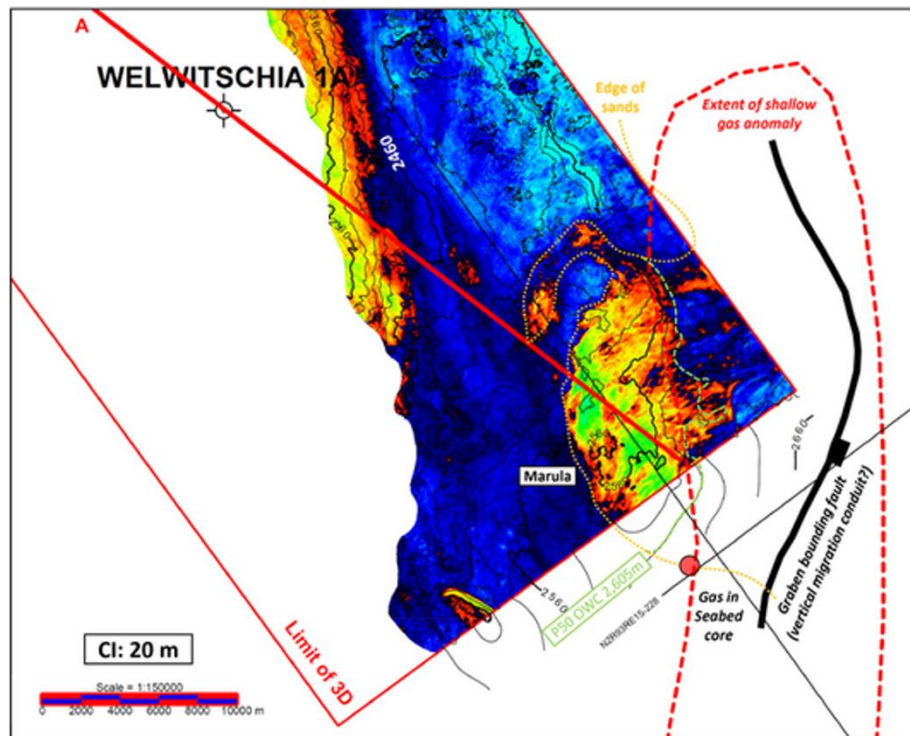 A
WELWITSCHIA 1A
Edge of
sands
Extent of shallow
gas anomaly
2460
Marula
2660
P50 OWC 2,605m
2560
NZR93RE15-228
Gas in
Seabed
core
Graben bounding fault
(vertical migration conduit?)
Limit of 3D
CI: 20 m
Scale = 1:150000
0 2000 4000 6000 8000 10000 m